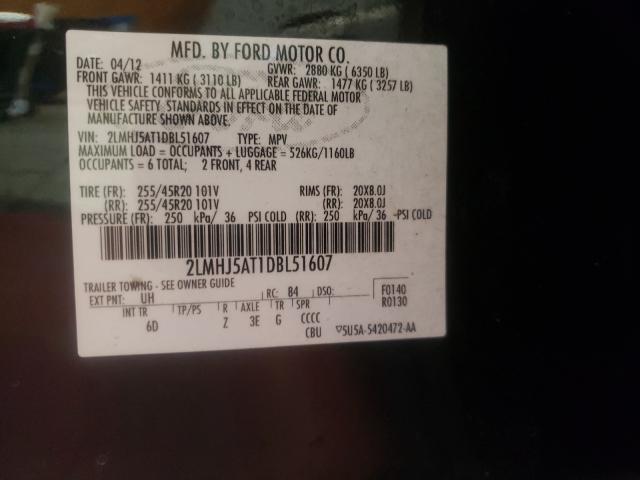 MFD. BY FORD MOTOR CO.
DATE: 04/12 GVWR: 2880 KG ( 6350 LB)
FRONT GAWR: 1411 KG ( 3110 LB) REAR GAWR: 1477 KG ( 3257 LB)
THIS VEHICLE CONFORMS TO ALL APPLICABLE FEDERAL MOTOR
VEHICLE SAFETY STANDARDS IN EFFECT ON THE DATE OF
MANUFACTURE SHOWN ABOVE.
VIN: 2LMHJ5AT1DBL51607 TYPE: MPV
MAXIMUM LOAD = OCCUPANTS + LUGGAGE = 526KG/1160LB
OCCUPANTS = 6 TOTAL; 2 FRONT, 4 REAR
TIRE (FR): 255/45R20 101V RIMS (FR): 20X8.0J
(RR): 255/45R20 101V (RR): 20X8.0J
PRESSURE (FR): 250 kPa/ 36 PSI COLD (RR): 250 kPa/ 36 PSI COLD
2LMHJ5AT1DBL51607
TRAILER TOWING - SEE OWNER GUIDE
EXT PNT: UH RC: 84 DSO: F0140
R0130
INT TR TP/PS R AXLE TR SPR
6D Z 3E G CCCC
CBU 5U5A-5420472-AA